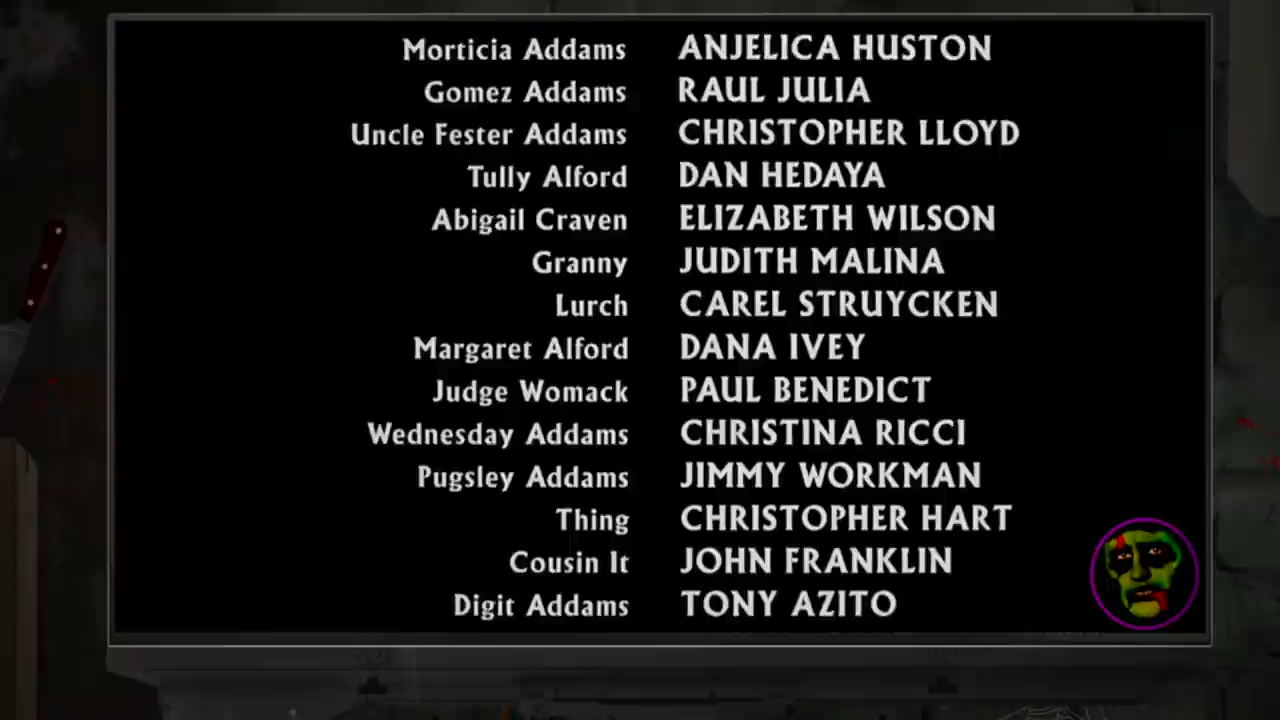 Morticia Addams ANJELICA HUSTON
Gomez Addams RAUL JULIA
Uncle Fester Addams CHRISTOPHER LLOYD
Tully Alford DAN HEDAYA
Abigail Craven ELIZABETH WILSON
Granny JUDITH MALINA
Lurch CAREL STRUYCKEN
Margaret Alford DANA IVEY
Judge Womack PAUL BENEDICT
Wednesday Addams CHRISTINA RICCI
Pugsley Addams JIMMY WORKMAN
Thing CHRISTOPHER HART
Cousin It JOHN FRANKLIN
Digit Addams TONY AZITO